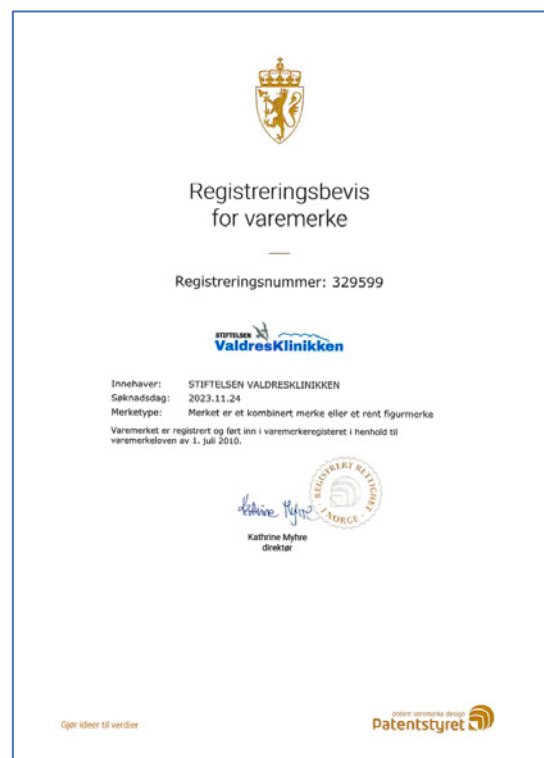 Registreringsbevis
for varemerke
Registreringsnummer: 329599
STIFTELSEN
ValdresKlinikken
Innehaver: STIFTELSEN VALDRESKLINIKKEN
Søknadsdag: 2023.11.24
Merketype: Merket er et kombinert merke eller et rent figurmerke
Varemerket er registrert og ført inn i varemerkeregisteret i henhold til
varemerkeloven av 1. juli 2010.
REGISTRERT RETTIGHET
I NORGE
Kathrine Myhre
Kathrine Myhre
direktør
Gjør ideer til verdier
patent varemerke design
Patentstyret